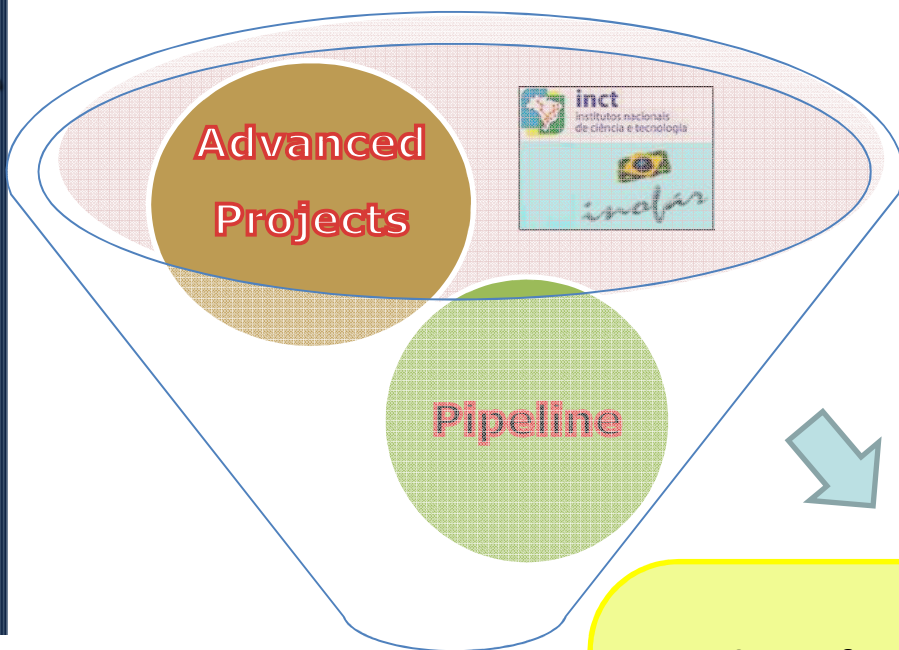 Advanced
Projects
inct
institutos nacionais
de ciência e tecnologia
inofar
Pipeline